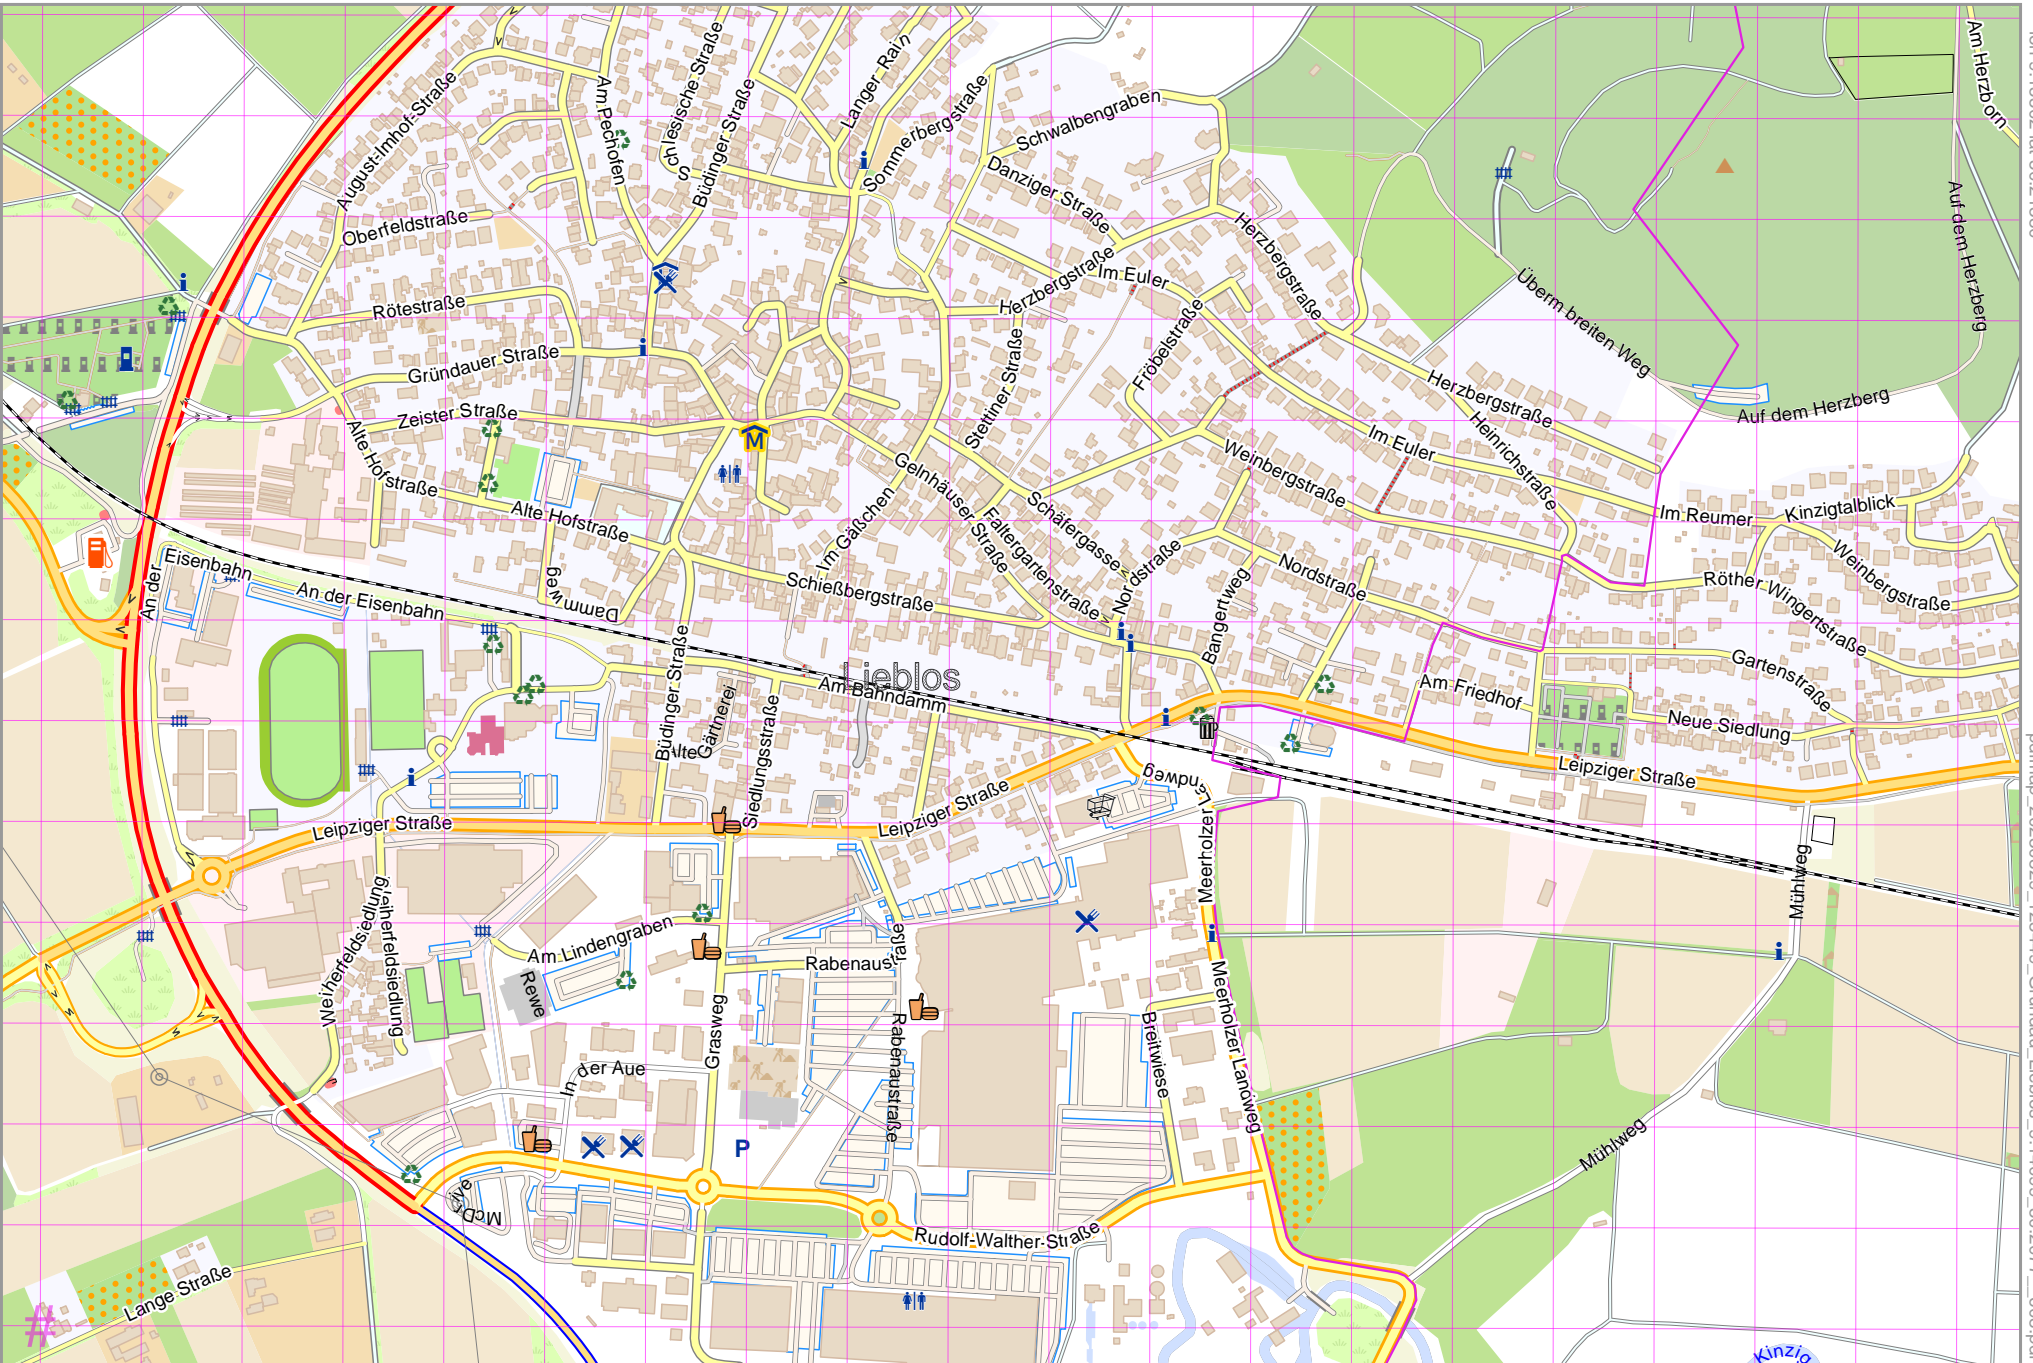 Am Herzborn
Langer Rain
Schlesische Straße
Am Pechofen
August-Imhof-Straße
Büdinger Straße
Sommerbergstraße
Schwalbengraben
Danziger Straße
Oberfeldstraße
Herzbergstraße
Auf dem Herzberg
Im Euler
Herzbergstraße
Überm breiten Weg
Rötestraße
Fröbelstraße
Stettiner Straße
Gründauer Straße
Herzbergstraße
Auf dem Herzberg
Zeister Straße
M
Heinrichstraße
Im Euler
Alte Hofstraße
Weinbergstraße
Gelnhäuser Straße
Schäfergasse
Im Gäßchen
Faltergartenstraße
Alte Hofstraße
Im Reumer
Kinzigtalblick
Weinbergstraße
Nordstraße
Nordstraße
An der Eisenbahn
An der Eisenbahn
Dammweg
Schießbergstraße
Bangertweg
Röther Wingertstraße
Büdinger Straße
Lieblos
Am Bahndamm
Gartenstraße
Am Friedhof
Neue Siedlung
Alte Gärtnerei
Siedlungsstraße
Leipziger Straße
Landweg
Leipziger Straße
Leipziger Straße
Meerholzer
Mühlweg
Weiherfeldsiedlung
Weiherfeldsiedlung
Am Lindengraben
Rabenaustraße
Rewe
Grasweg
Rabenaustraße
Breitwiese
Meerholzer Landweg
In der Aue
P
Mühlweg
McDrive
Rudolf-Walther-Straße
Lange Straße
#
Kinzig